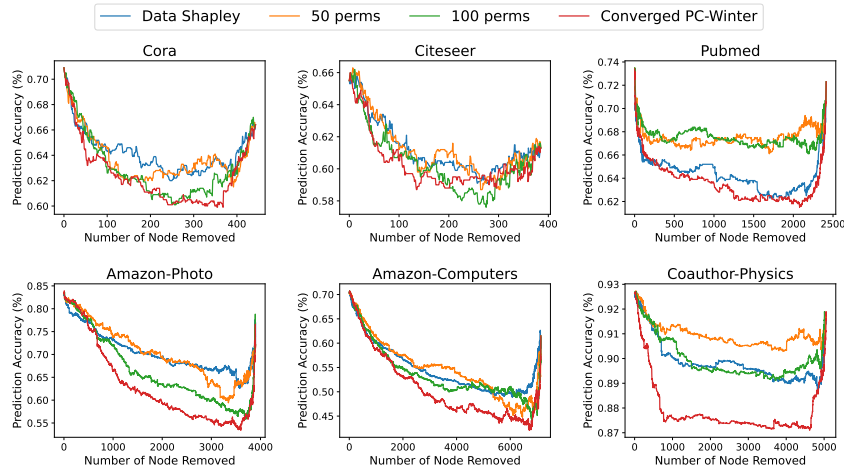 Data Shapley 50 perms 100 perms Converged PC-Winter
Cora
Prediction Accuracy (%)
0.70
0.68
0.66
0.64
0.62
0.60
0 100 200 300 400
Number of Node Removed
Citeseer
Prediction Accuracy (%)
0.66
0.64
0.62
0.60
0.58
0 100 200 300 400
Number of Node Removed
Pubmed
Prediction Accuracy (%)
0.74
0.72
0.70
0.68
0.66
0.64
0.62
0 500 1000 1500 2000 2500
Number of Node Removed
Amazon-Photo
Prediction Accuracy (%)
0.85
0.80
0.75
0.70
0.65
0.60
0.55
0 1000 2000 3000 4000
Number of Node Removed
Amazon-Computers
Prediction Accuracy (%)
0.70
0.65
0.60
0.55
0.50
0.45
0 2000 4000 6000
Number of Node Removed
Coauthor-Physics
Prediction Accuracy (%)
0.93
0.92
0.91
0.90
0.89
0.88
0.87
0 1000 2000 3000 4000 5000
Number of Node Removed